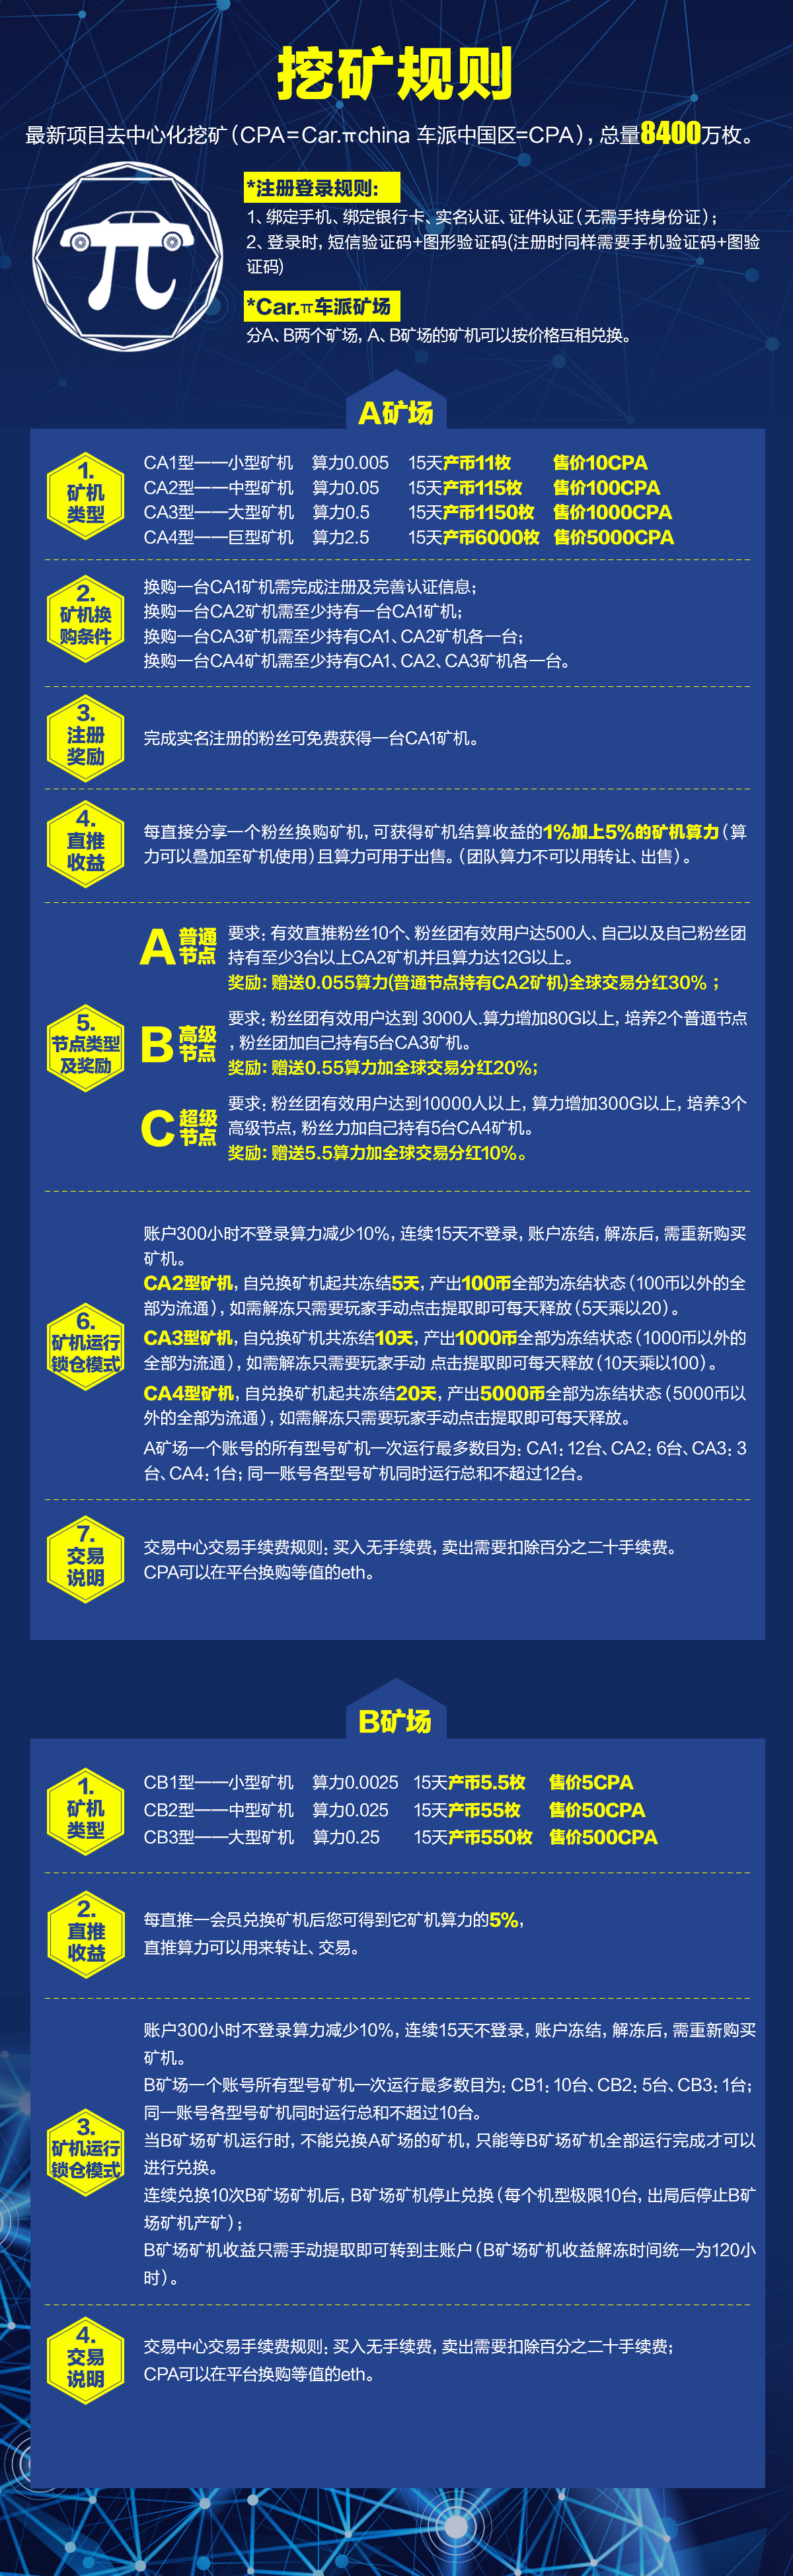 挖矿规则
最新项目去中心化挖矿（CPA=Car.πchina 车派中国区=CPA），总量8400万枚。
*注册登录规则：
1、绑定手机、绑定银行卡、实名认证、证件认证（无需手持身份证）；
2、登录时，短信验证码+图形验证码(注册时同样需要手机验证码+图验
证码)
π
*Car.π车派矿场
分A、B两个矿场，A、B矿场的矿机可以按价格互相兑换。
A矿场
1.
矿机
类型
CA1型——小型矿机 算力0.005 15天产币11枚 售价10CPA
CA2型——中型矿机 算力0.05 15天产币115枚 售价100CPA
CA3型——大型矿机 算力0.5 15天产币1150枚 售价1000CPA
CA4型——巨型矿机 算力2.5 15天产币6000枚 售价5000CPA
2.
矿机换
购条件
换购一台CA1矿机需完成注册及完善认证信息；
换购一台CA2矿机需至少持有一台CA1矿机；
换购一台CA3矿机需至少持有CA1、CA2矿机各一台；
换购一台CA4矿机需至少持有CA1、CA2、CA3矿机各一台。
3.
注册
奖励
完成实名注册的粉丝可免费获得一台CA1矿机。
4.
直推
收益
每直接分享一个粉丝换购矿机，可获得矿机结算收益的1%加上5%的矿机算力（算
力可以叠加至矿机使用）且算力可用于出售。（团队算力不可以用转让、出售）。
5.
节点类型
及奖励
A 普通
节点
要求：有效直推粉丝10个、粉丝团有效用户达500人、自己以及自己粉丝团
持有至少3台以上CA2矿机并且算力达12G以上。
奖励：赠送0.055算力(普通节点持有CA2矿机)全球交易分红30%；
B 高级
节点
要求：粉丝团有效用户达到 3000人.算力增加80G以上，培养2个普通节点
，粉丝团加自己持有5台CA3矿机。
奖励：赠送0.55算力加全球交易分红20%；
C 超级
节点
要求：粉丝团有效用户达到10000人以上，算力增加300G以上，培养3个
高级节点，粉丝力加自己持有5台CA4矿机。
奖励：赠送5.5算力加全球交易分红10%。
6.
矿机运行
锁仓模式
账户300小时不登录算力减少10%，连续15天不登录，账户冻结，解冻后，需重新购买
矿机。
CA2型矿机，自兑换矿机起共冻结5天，产出100币全部为冻结状态（100币以外的全
部为流通），如需解冻只需要玩家手动点击提取即可每天释放（5天乘以20）。
CA3型矿机，自兑换矿机共冻结10天，产出1000币全部为冻结状态（1000币以外的
全部为流通），如需解冻只需要玩家手动 点击提取即可每天释放（10天乘以100）。
CA4型矿机，自兑换矿机起共冻结20天，产出5000币全部为冻结状态（5000币以
外的全部为流通），如需解冻只需要玩家手动点击提取即可每天释放。
A矿场一个账号的所有型号矿机一次运行最多数目为：CA1：12台、CA2：6台、CA3：3
台、CA4：1台；同一账号各型号矿机同时运行总和不超过12台。
7.
交易
说明
交易中心交易手续费规则：买入无手续费，卖出需要扣除百分之二十手续费。
CPA可以在平台换购等值的eth。
B矿场
1.
矿机
类型
CB1型——小型矿机 算力0.0025 15天产币5.5枚 售价5CPA
CB2型——中型矿机 算力0.025 15天产币55枚 售价50CPA
CB3型——大型矿机 算力0.25 15天产币550枚 售价500CPA
2.
直推
收益
每直推一会员兑换矿机后您可得到它矿机算力的5%，
直推算力可以用来转让、交易。
3.
矿机运行
锁仓模式
账户300小时不登录算力减少10%，连续15天不登录，账户冻结，解冻后，需重新购买
矿机。
B矿场一个账号所有型号矿机一次运行最多数目为：CB1：10台、CB2：5台、CB3：1台；
同一账号各型号矿机同时运行总和不超过10台。
当B矿场矿机运行时，不能兑换A矿场的矿机，只能等B矿场矿机全部运行完成才可以
进行兑换。
连续兑换10次B矿场矿机后，B矿场矿机停止兑换（每个机型极限10台，出局后停止B矿
场矿机产矿）；
B矿场矿机收益只需手动提取即可转到主账户（B矿场矿机收益解冻时间统一为120小
时）。
4.
交易
说明
交易中心交易手续费规则：买入无手续费，卖出需要扣除百分之二十手续费；
CPA可以在平台换购等值的eth。